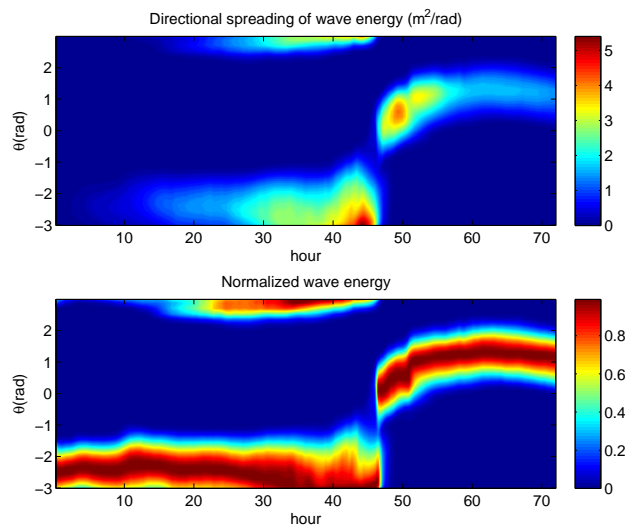 Directional spreading of wave energy (m²/rad)
θ(rad)
2
1
0
−1
−2
−3
10 20 30 40 50 60 70
hour
5
4
3
2
1
0
Normalized wave energy
θ(rad)
2
1
0
−1
−2
−3
10 20 30 40 50 60 70
hour
0.8
0.6
0.4
0.2
0